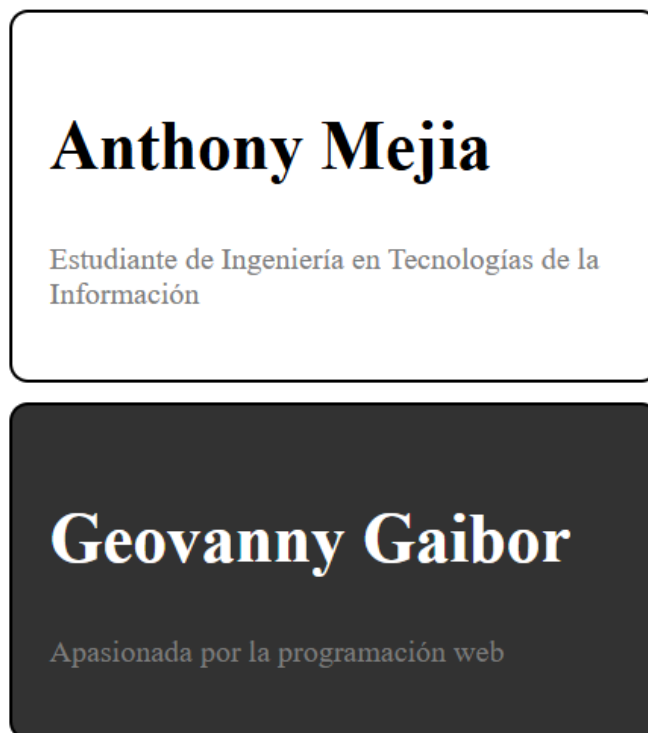 Anthony Mejia
Estudiante de Ingeniería en Tecnologías de la
Información
Geovanny Gaibor
Apasionada por la programación web